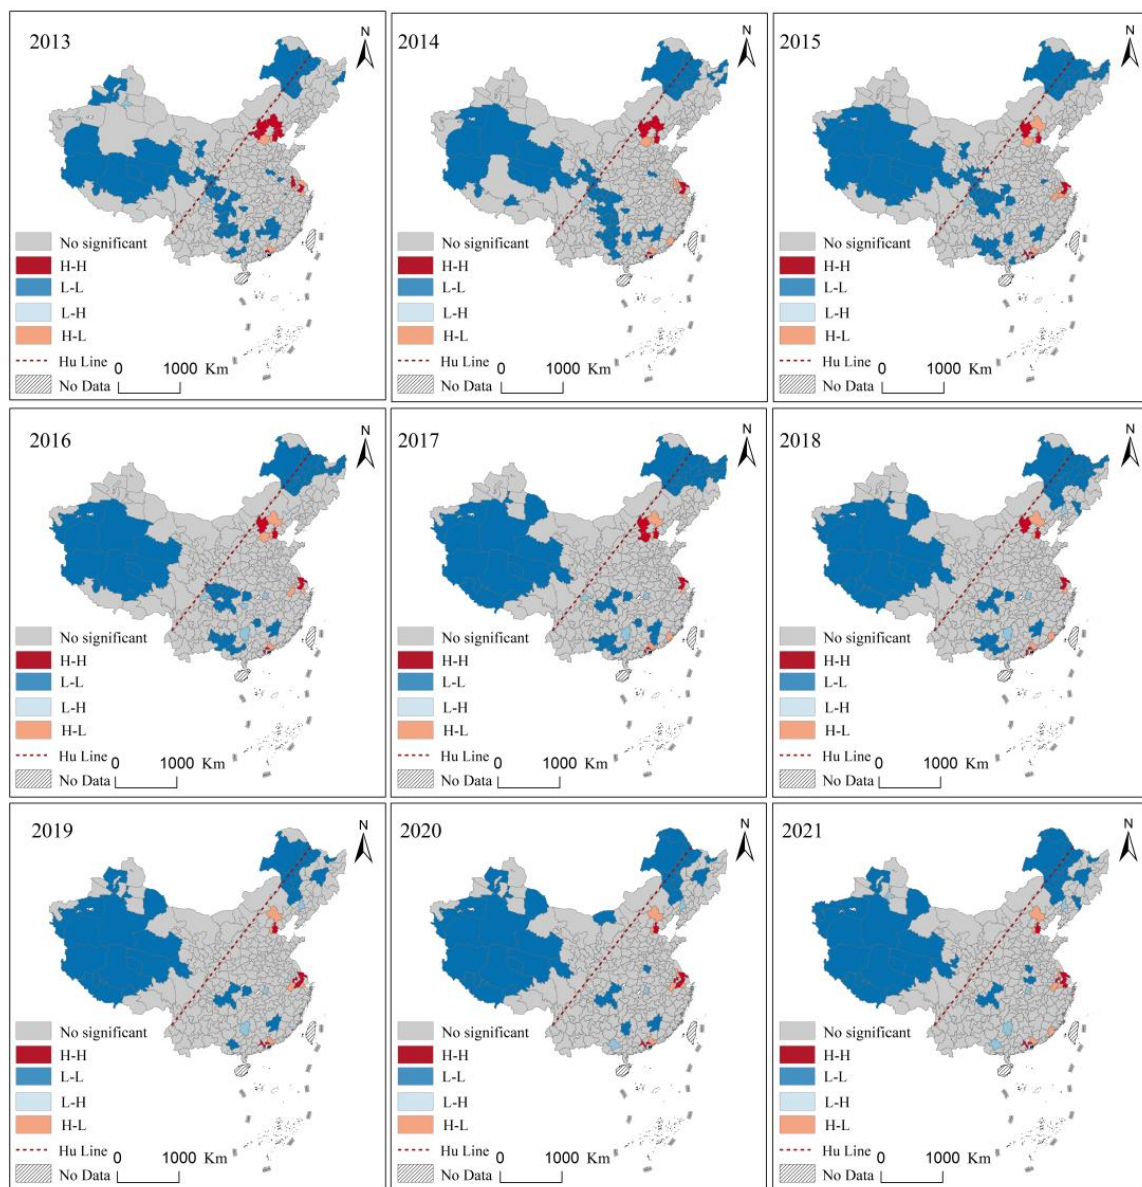 2013
N
No significant
H-H
L-L
L-H
H-L
Hu Line
No Data
0 1000 Km
2014
N
No significant
H-H
L-L
L-H
H-L
Hu Line
No Data
0 1000 Km
2015
N
No significant
H-H
L-L
L-H
H-L
Hu Line
No Data
0 1000 Km
2016
N
No significant
H-H
L-L
L-H
H-L
Hu Line
No Data
0 1000 Km
2017
N
No significant
H-H
L-L
L-H
H-L
Hu Line
No Data
0 1000 Km
2018
N
No significant
H-H
L-L
L-H
H-L
Hu Line
No Data
0 1000 Km
2019
N
No significant
H-H
L-L
L-H
H-L
Hu Line
No Data
0 1000 Km
2020
N
No significant
H-H
L-L
L-H
H-L
Hu Line
No Data
0 1000 Km
2021
N
No significant
H-H
L-L
L-H
H-L
Hu Line
No Data
0 1000 Km